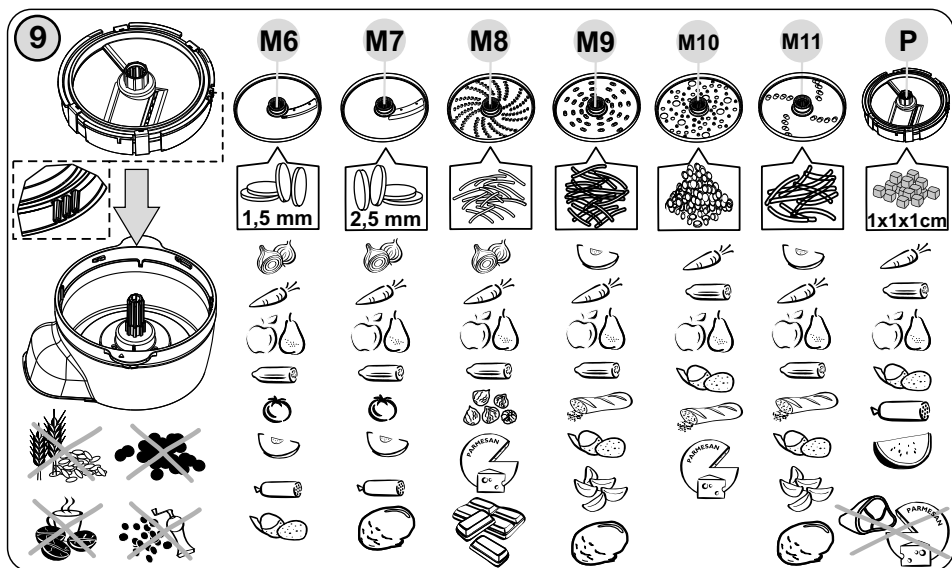 9
M6
M7
M8
M9
M10
M11
P
1,5 mm
2,5 mm
1x1x1cm
PARMESAN
PARMESAN
PARMESAN